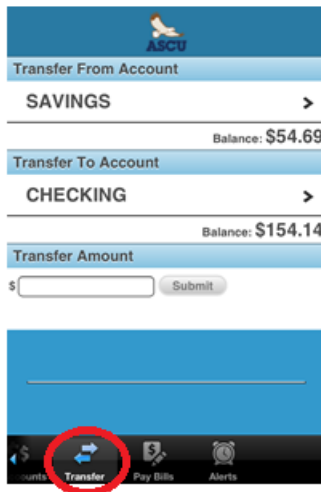 ASCU
Transfer From Account
SAVINGS >
Balance: $54.69
Transfer To Account
CHECKING >
Balance: $154.14
Transfer Amount
$ Submit
unts Transfer Pay Bills Alerts